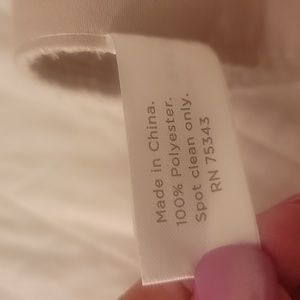 Made in China.
100% Polyester.
Spot clean only.
RN 75343